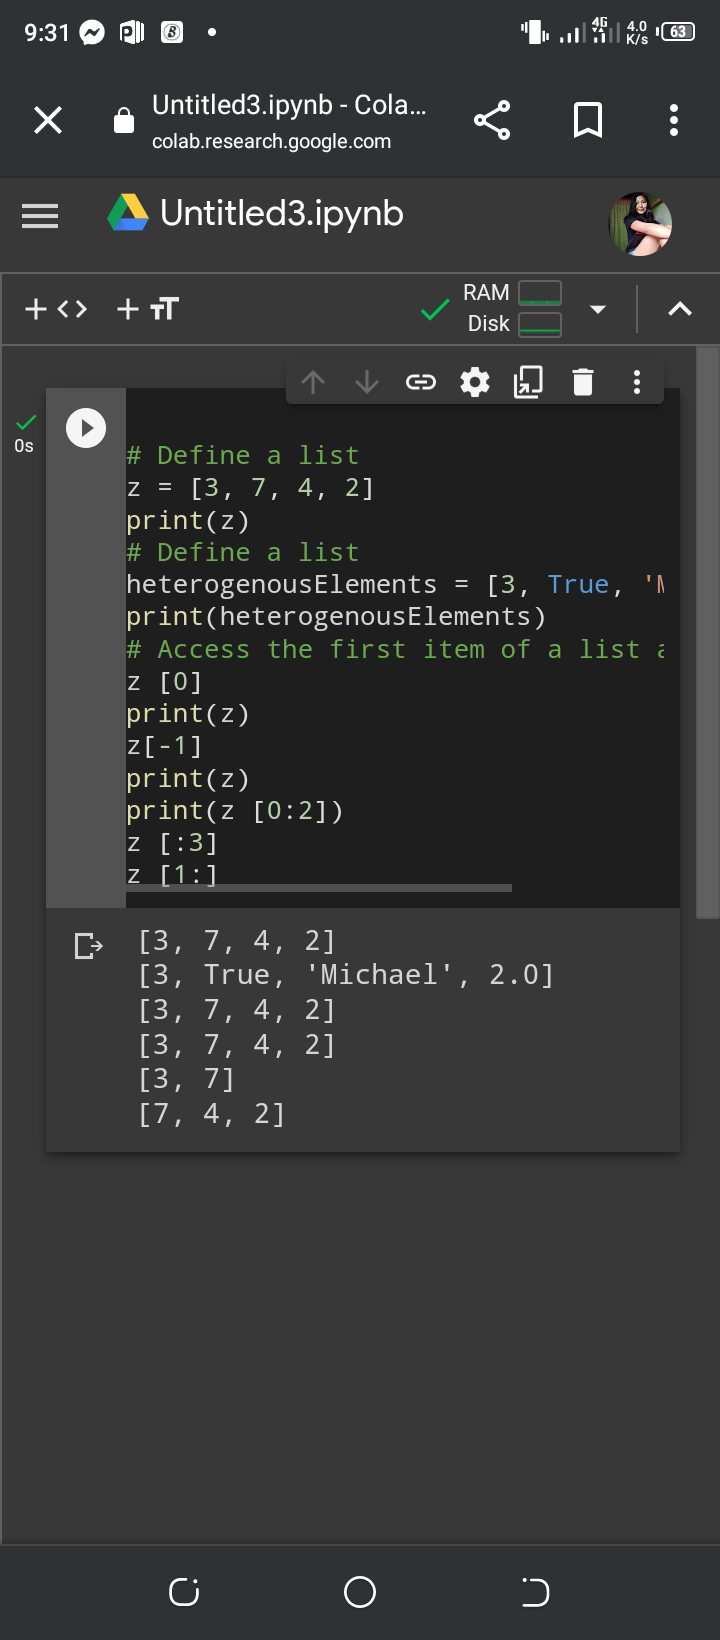 9:31
4G
4.0
K/s
63
Untitled3.ipynb - Cola...
colab.research.google.com
Untitled3.ipynb
RAM
Disk
0s
# Define a list
z = [3, 7, 4, 2]
print(z)
# Define a list
heterogenousElements = [3, True, '
print(heterogenousElements)
# Access the first item of a list
z [0]
print(z)
z[-1]
print(z)
print(z [0:2])
z [:3]
z [1:]
[3, 7, 4, 2]
[3, True, 'Michael', 2.0]
[3, 7, 4, 2]
[3, 7, 4, 2]
[3, 7]
[7, 4, 2]